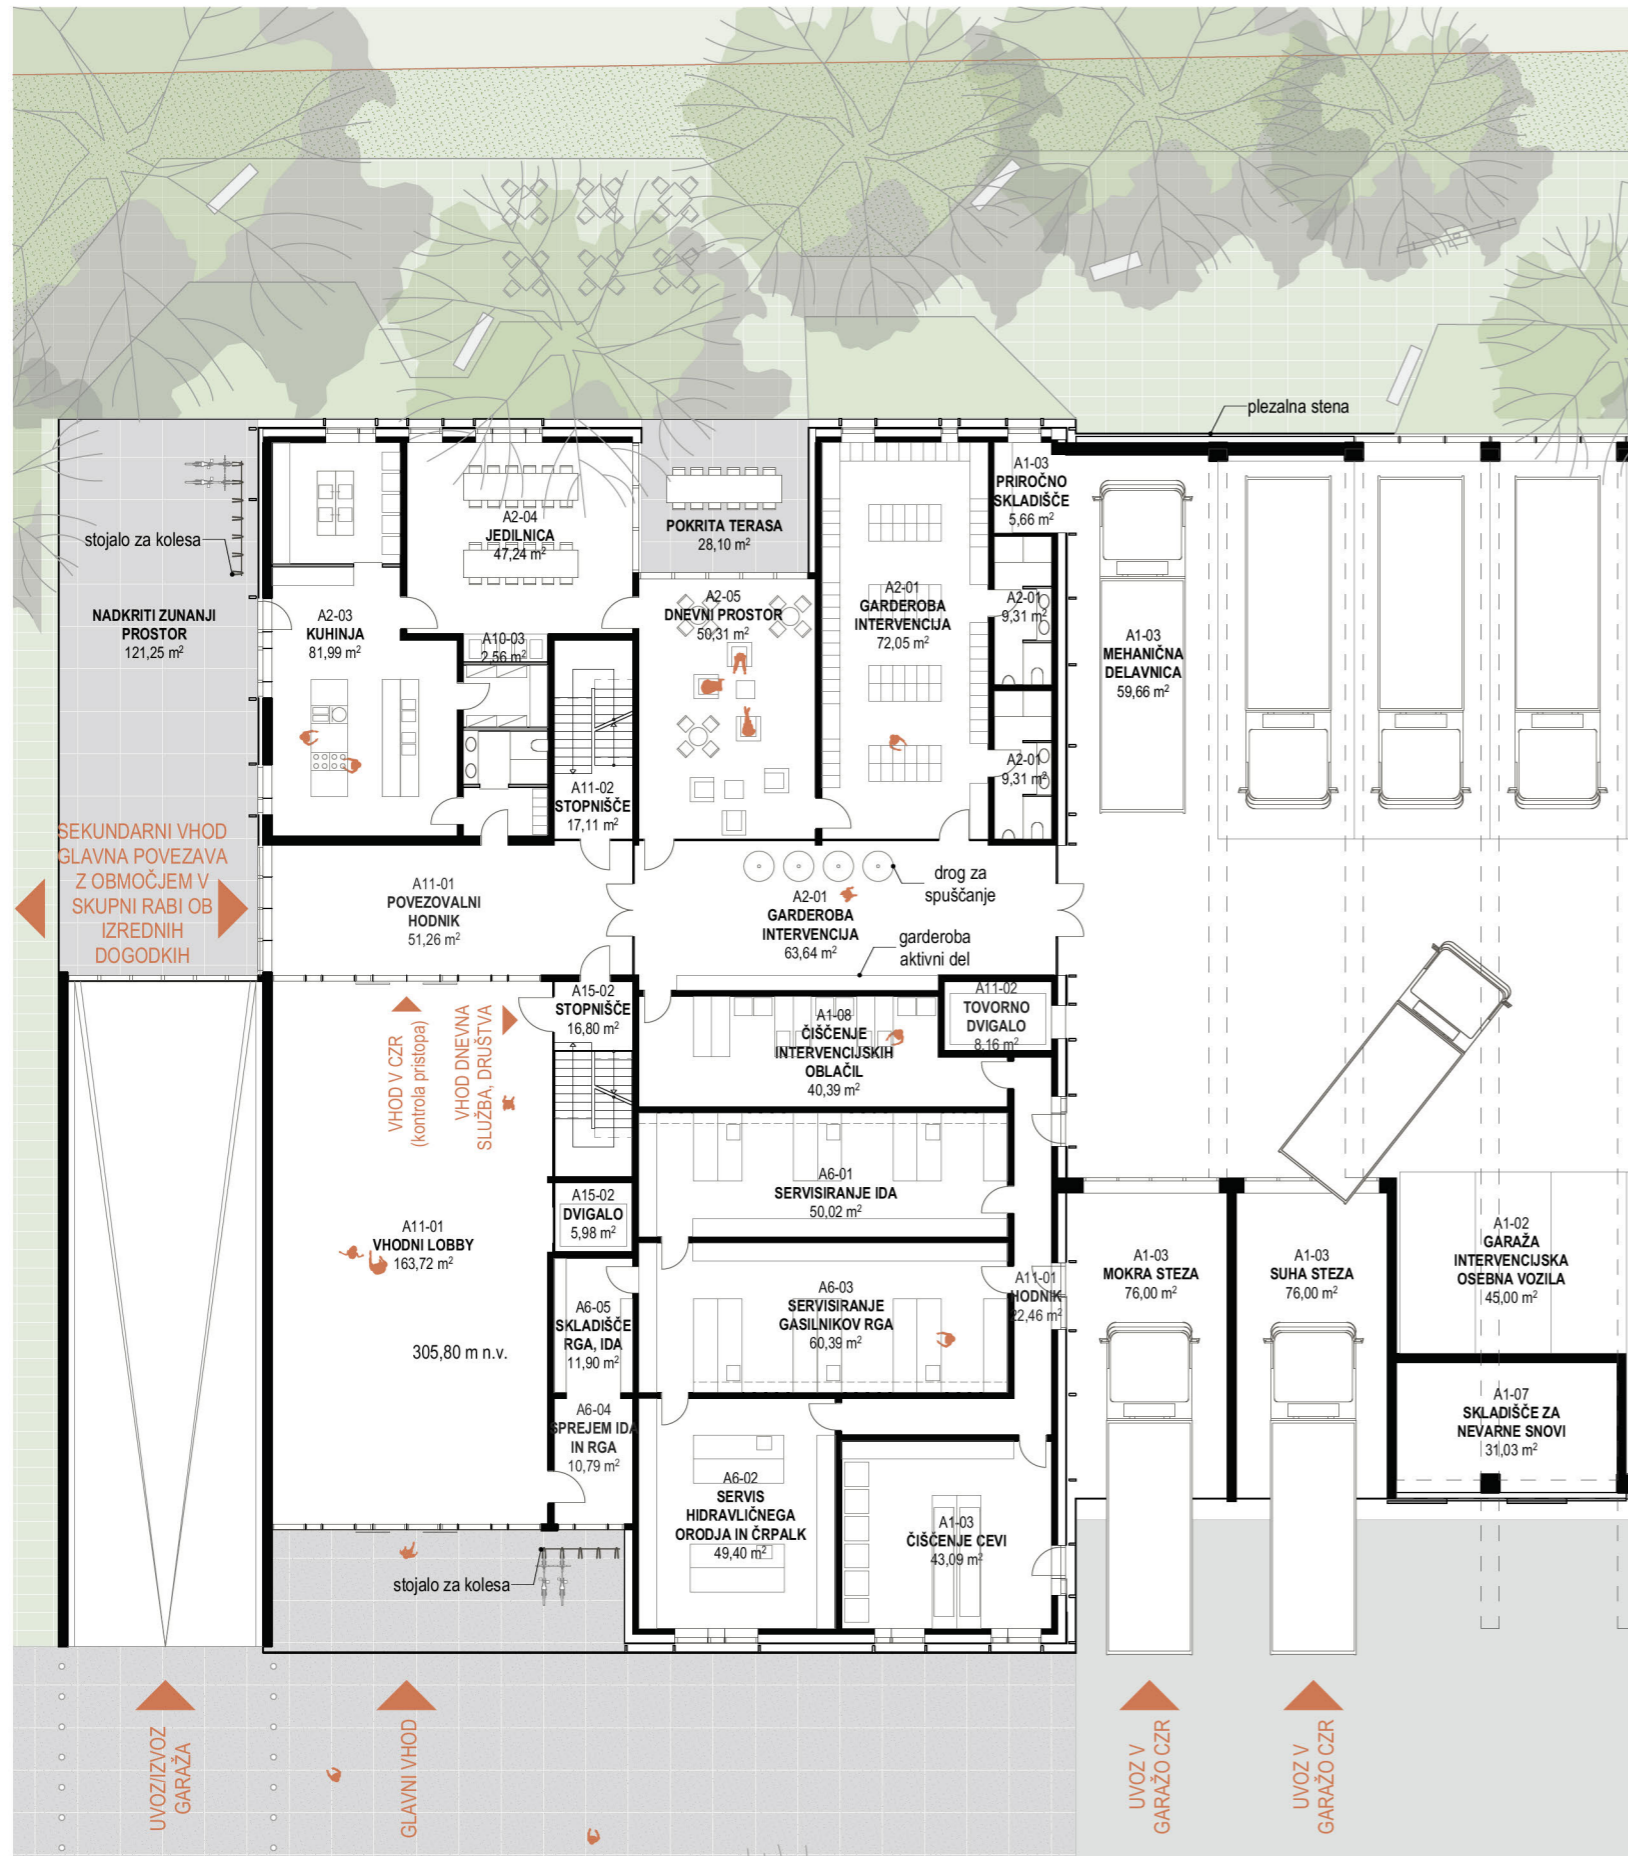 plezalna stena
stojalo za kolesa
NADKRITI ZUNANJI
PROSTOR
121,25 m²
A2-03
KUHINJA
81,99 m²
A2-04
JEDILNICA
47,24 m²
A10-03
2,56 m²
POKRITA TERASA
28,10 m²
A2-05
DNEVNI PROSTOR
50,31 m²
A2-01
GARDEROBA
INTERVENCIJA
72,05 m²
A1-03
PRIROČNO
SKLADIŠČE
5,66 m²
A2-01
9,31 m²
A2-01
9,31 m²
A1-03
MEHANIČNA
DELAVNICA
59,66 m²
A11-02
STOPNIŠČE
17,11 m²
SEKUNDARNI VHOD
GLAVNA POVEZAVA
Z OBMOČJEM V
SKUPNI RABI OB
IZREDNIH
DOGODKIH
A11-01
POVEZOVALNI
HODNIK
51,26 m²
A2-01
GARDEROBA
INTERVENCIJA
63,64 m²
drog za
spuščanje
garderoba
aktivni del
VHOD V CZR
(kontrola pristopa)
VHOD DNEVNA
SLUŽBA, DRUŠTVA
A15-02
STOPNIŠČE
16,80 m²
A1-08
ČIŠČENJE
INTERVENCIJSKIH
OBLAČIL
40,39 m²
A11-02
TOVORNO
DVIGALO
8,16 m²
A6-01
SERVISIRANJE IDA
50,02 m²
A15-02
DVIGALO
5,98 m²
A11-01
VHODNI LOBBY
163,72 m²
305,80 m n.v.
A6-05
SKLADIŠČE
RGA, IDA
11,90 m²
A6-03
SERVISIRANJE
GASILNIKOV RGA
60,39 m²
A11-01
HODNIK
22,46 m²
A1-03
MOKRA STEZA
76,00 m²
A1-03
SUHA STEZA
76,00 m²
A1-02
GARAŽA
INTERVENCIJSKA
OSEBNA VOZILA
45,00 m²
A6-04
SPREJEM IDA
IN RGA
10,79 m²
A6-02
SERVIS
HIDRAVLIČNEGA
ORODJA IN ČRPALK
49,40 m²
A1-03
ČIŠČENJE CEVI
43,09 m²
A1-07
SKLADIŠČE ZA
NEVARNE SNOVI
31,03 m²
stojalo za kolesa
UVOZ/IZVOZ
GARAŽA
GLAVNI VHOD
UVOZ V
GARAŽO CZR
UVOZ V
GARAŽO CZR